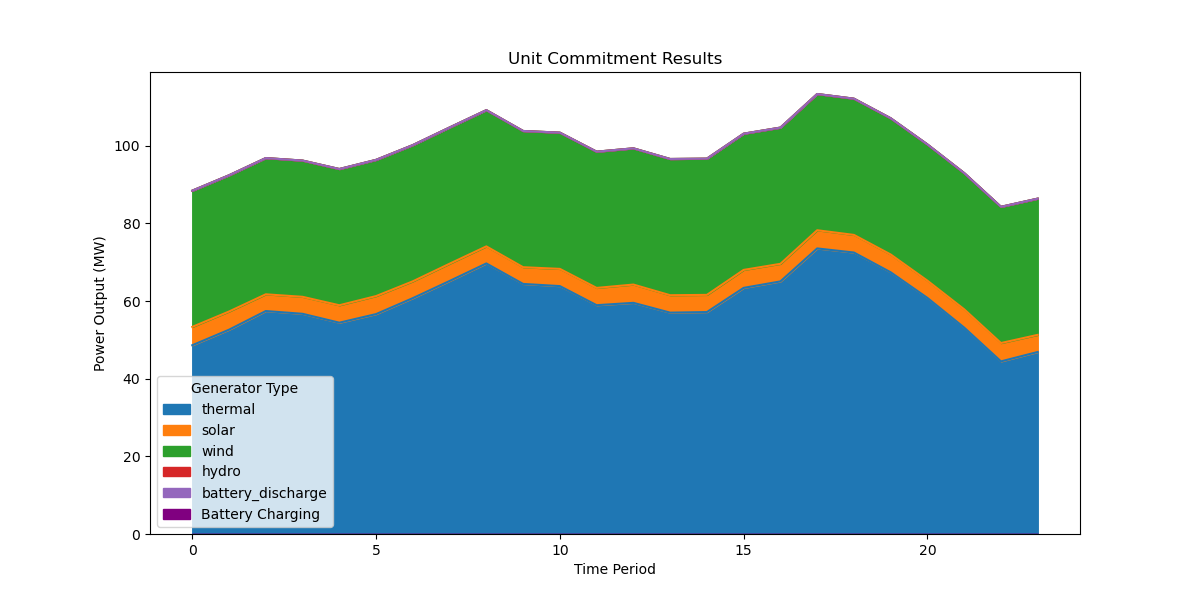 Unit Commitment Results
Power Output (MW)
100
80
60
40
20
0
Generator Type
thermal
solar
wind
hydro
battery_discharge
Battery Charging
0 5 10 15 20
Time Period